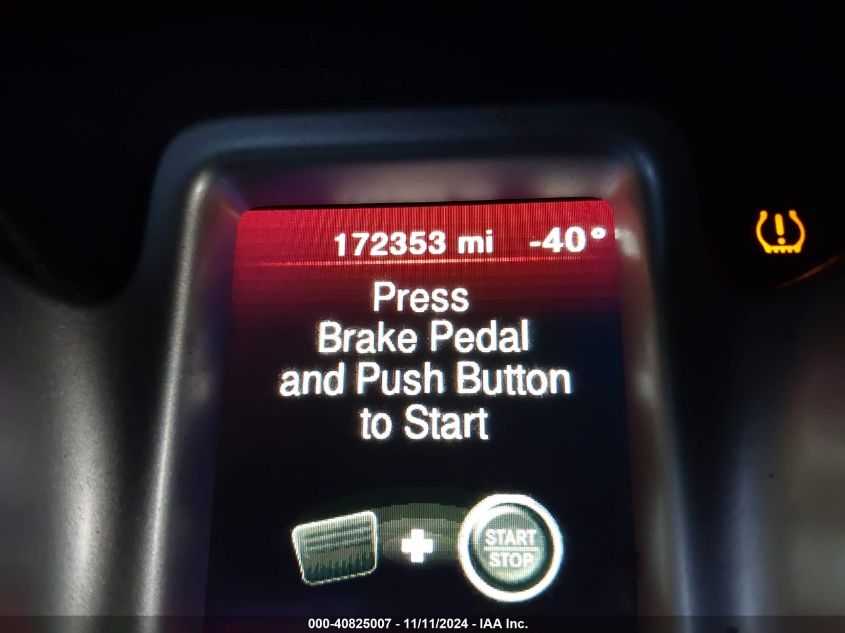 172353 mi -40°
Press
Brake Pedal
and Push Button
to Start
START
STOP
000-40825007 - 11/11/2024 - IAA Inc.